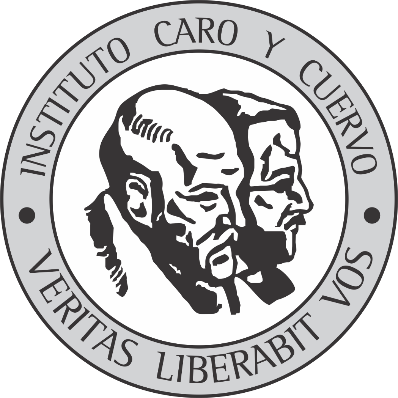 INSTITUTO CARO Y CUERVO
VERITAS LIBERABIT VOS